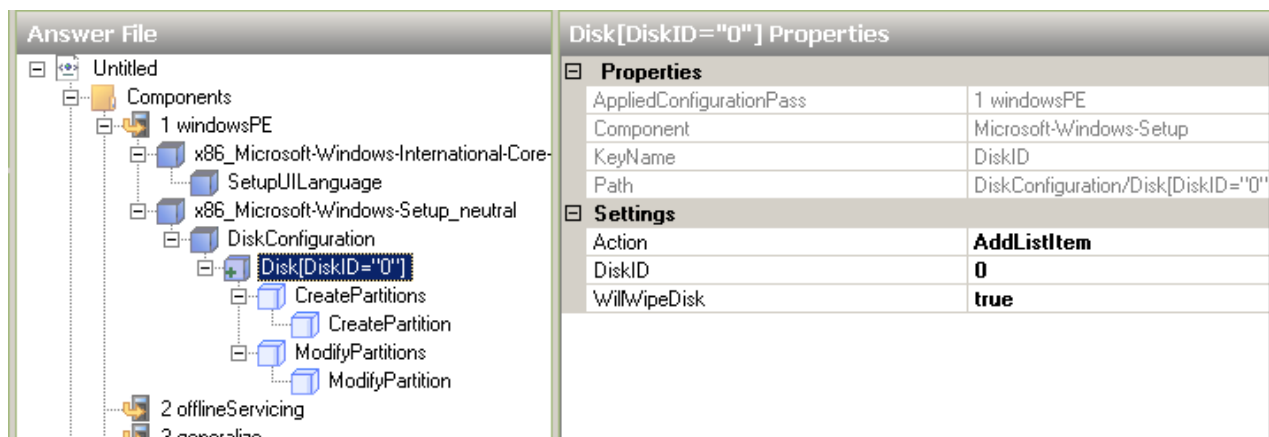 Answer File
Untitled
Components
1 windowsPE
x86_Microsoft-Windows-International-Core-
SetupUILanguage
x86_Microsoft-Windows-Setup_neutral
DiskConfiguration
Disk[DiskID="0"]
CreatePartitions
CreatePartition
ModifyPartitions
ModifyPartition
2 offlineServicing
3 generalize
Disk[DiskID="0"] Properties
Properties
AppliedConfigurationPass 1 windowsPE
Component Microsoft-Windows-Setup
KeyName DiskID
Path DiskConfiguration/Disk[DiskID="0"
Settings
Action AddListItem
DiskID 0
WillWipeDisk true